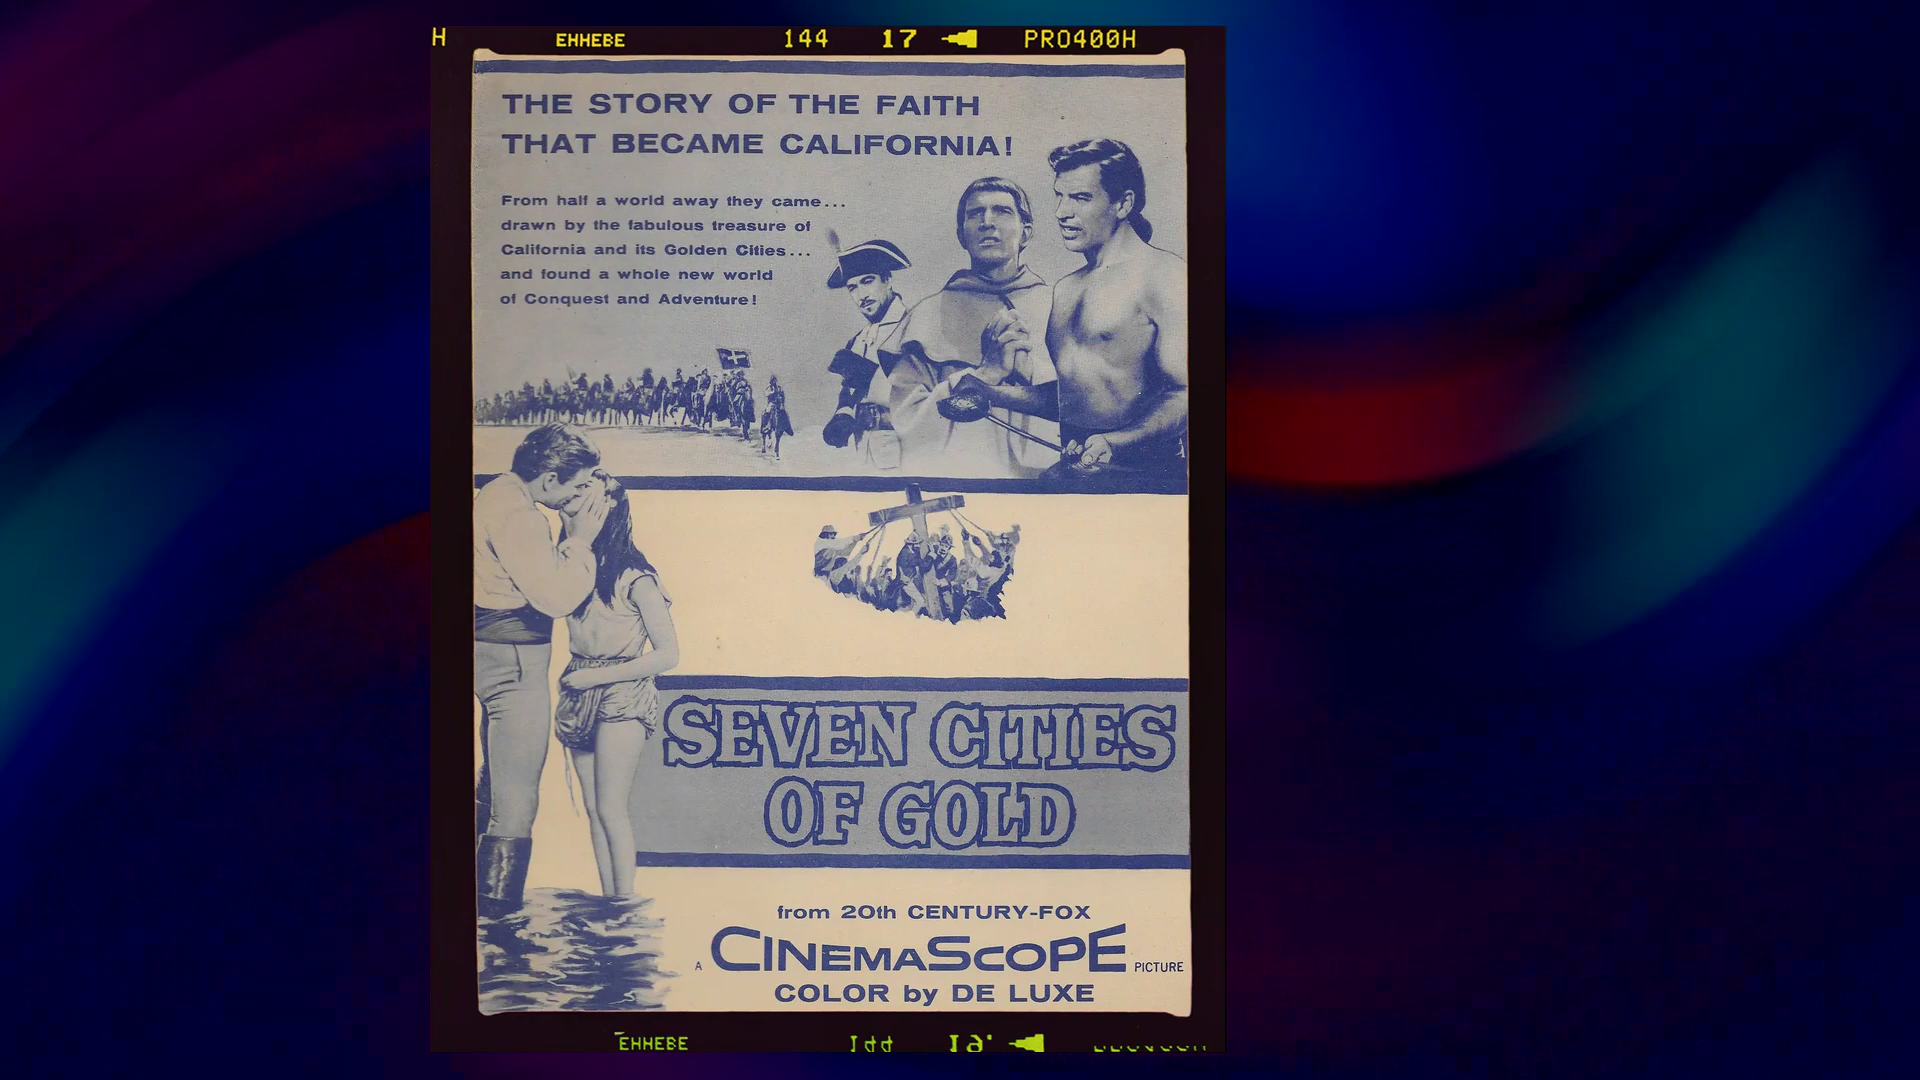 H EHHEBE 144 17 PRO400H
THE STORY OF THE FAITH
THAT BECAME CALIFORNIA!
From half a world away they came...
drawn by the fabulous treasure of
California and its Golden Cities...
and found a whole new world
of Conquest and Adventure!
SEVEN CITIES
OF GOLD
from 20th CENTURY-FOX
A CINEMASCOPE PICTURE
COLOR by DE LUXE
EHHEBE 144